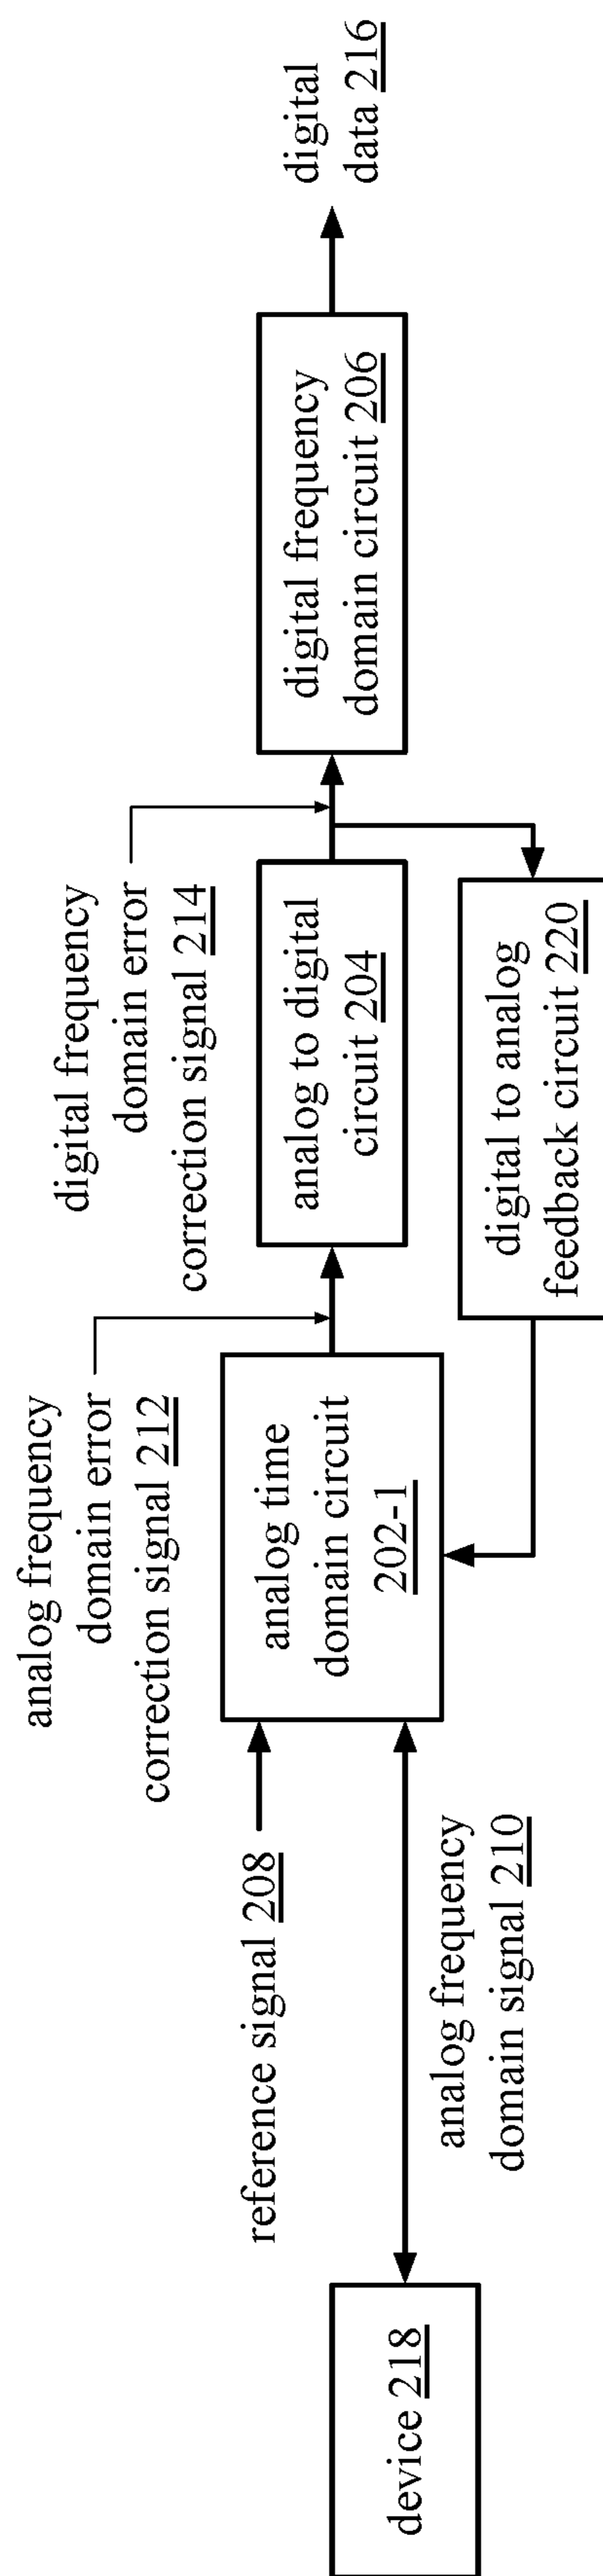 device 218
analog frequency
domain signal 210
reference signal 208
analog time
domain circuit
202-1
analog frequency
domain error
correction signal 212
analog to digital
circuit 204
digital frequency
domain error
correction signal 214
digital to analog
feedback circuit 220
digital frequency
domain circuit 206
digital
data 216